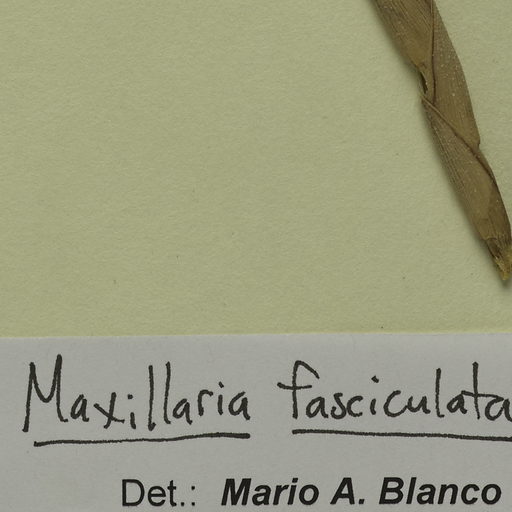 Maxillaria fasciculata
Det.: Mario A. Blanco